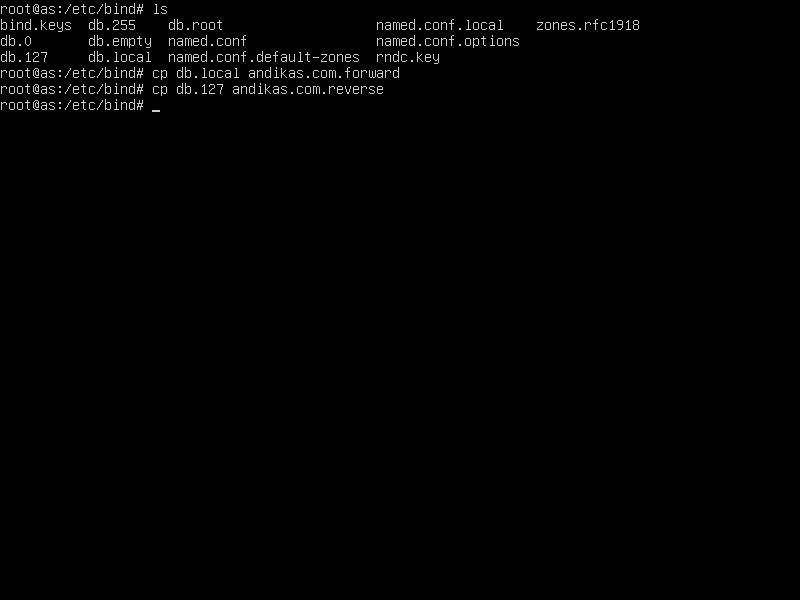 root@as:/etc/bind# ls
bind.keys  db.255    db.root                   named.conf.local    zones.rfc1918
db.0       db.empty  named.conf                named.conf.options
db.127     db.local  named.conf.default-zones  rndc.key
root@as:/etc/bind# cp db.local andikas.com.forward
root@as:/etc/bind# cp db.127 andikas.com.reverse
root@as:/etc/bind# _